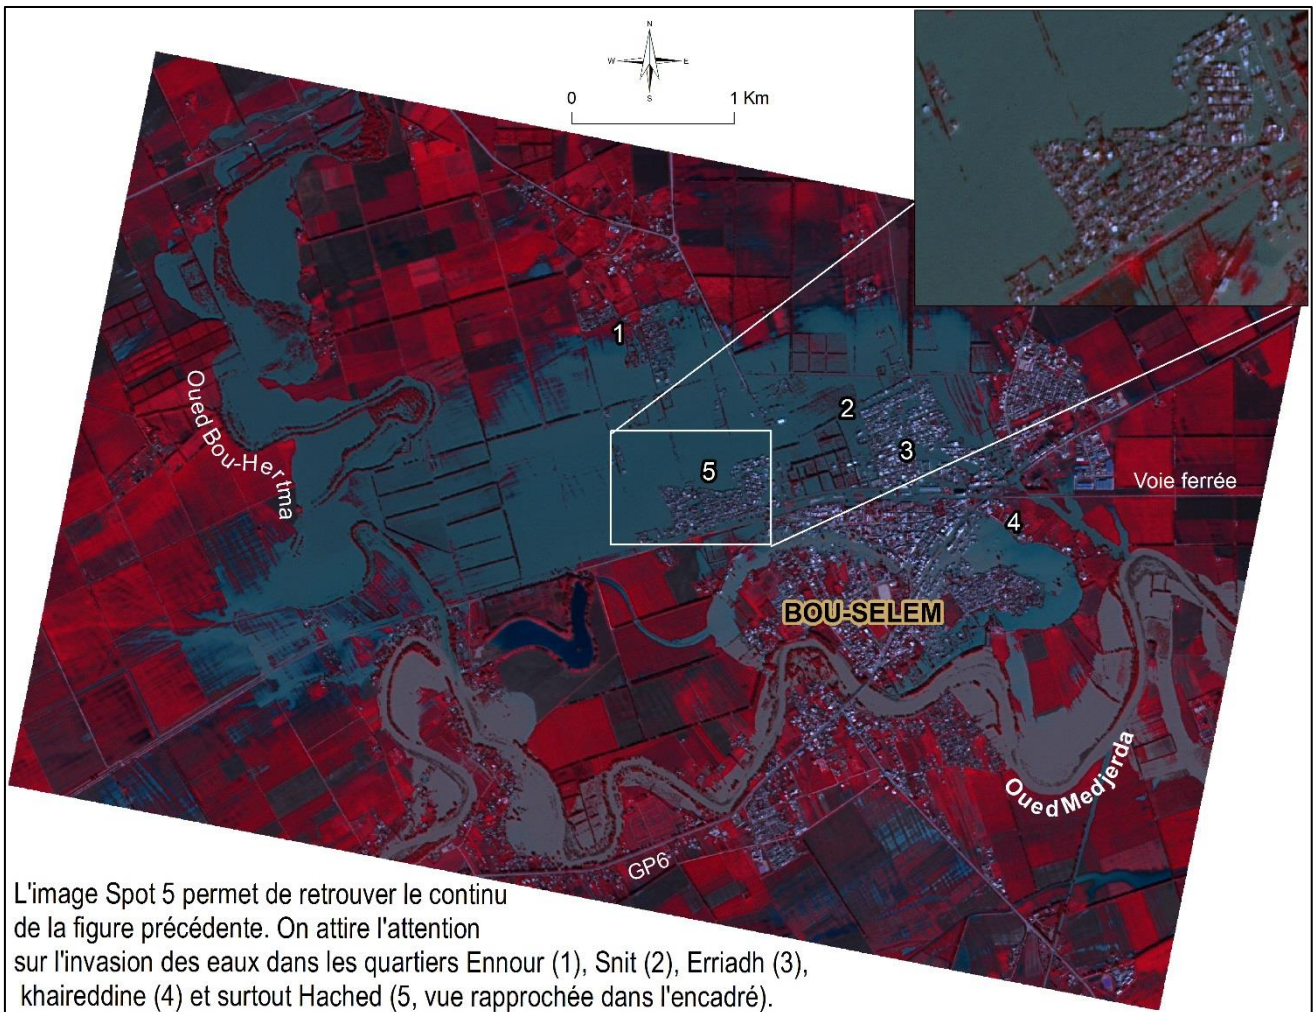 N
W E
S
0 1 Km
1
2
3
5
4
Oued Bou-Hertma
Voie ferrée
BOU-SELEM
Oued Medjerda
GP6
L'image Spot 5 permet de retrouver le continu
de la figure précédente. On attire l'attention
sur l'invasion des eaux dans les quartiers Ennour (1), Snit (2), Erriadh (3),
khaireddine (4) et surtout Hached (5, vue rapprochée dans l'encadré).